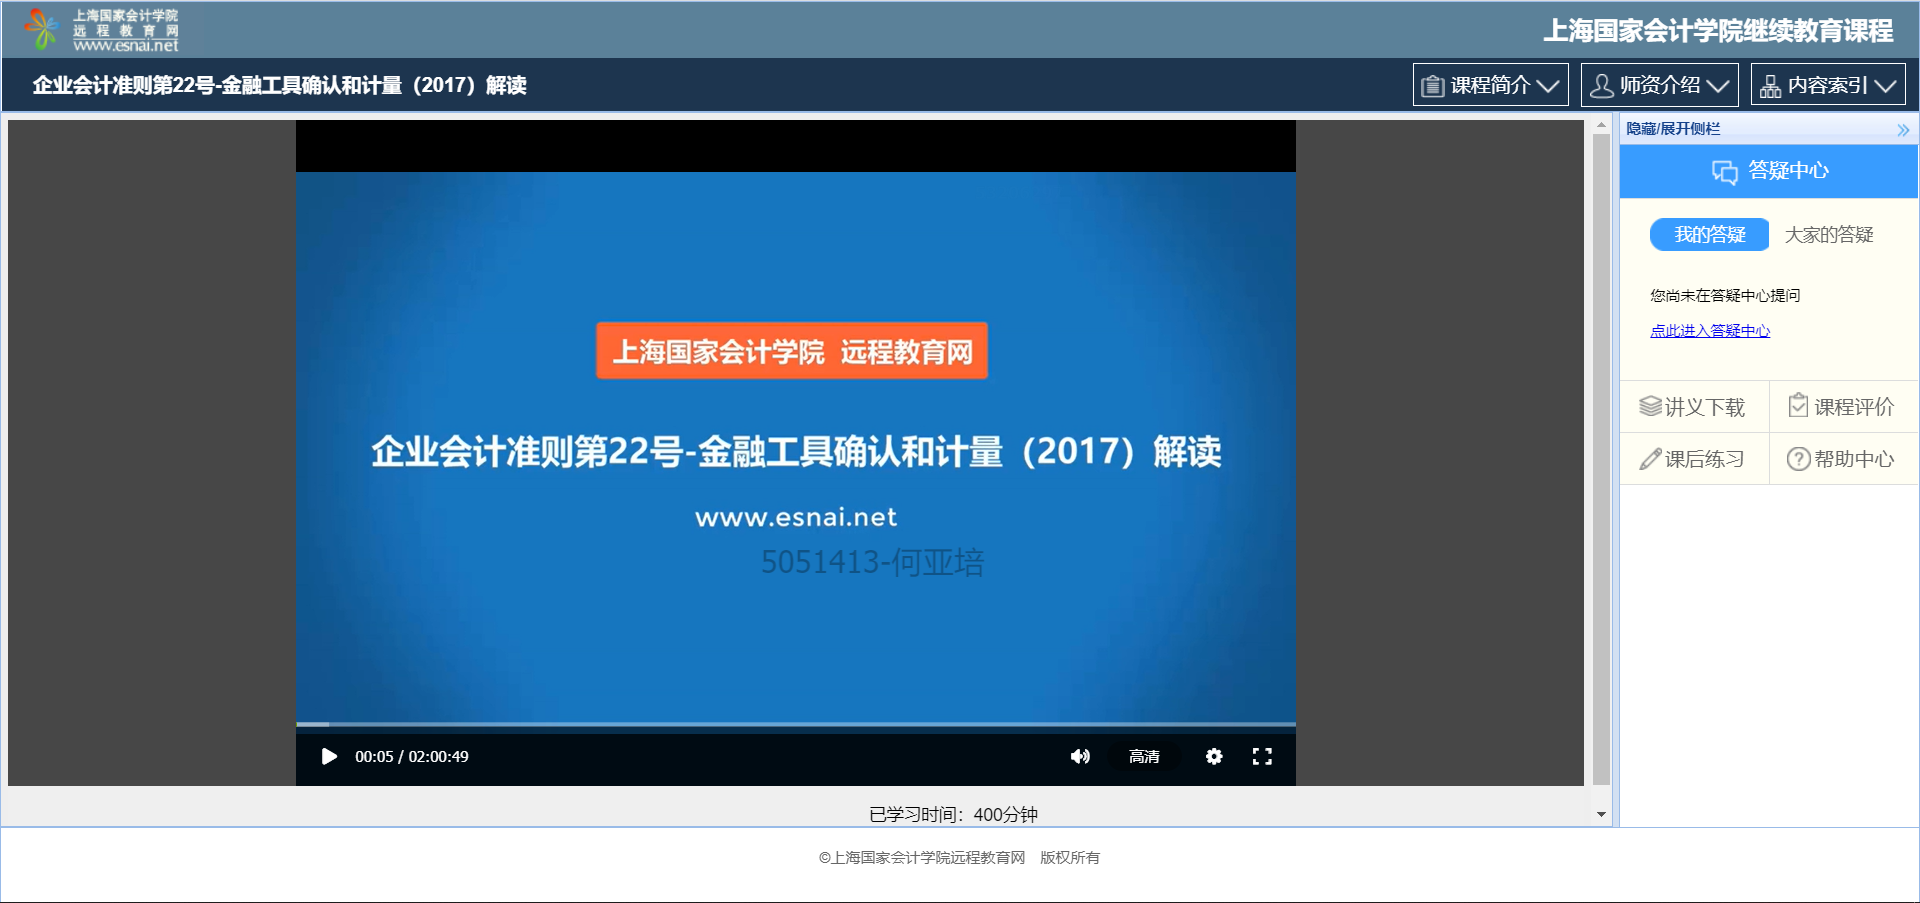 上海国家会计学院
远程教育网
www.esnai.net
上海国家会计学院继续教育课程
企业会计准则第22号-金融工具确认和计量（2017）解读
课程简介
师资介绍
内容索引
隐藏/展开侧栏
答疑中心
我的答疑 大家的答疑
您尚未在答疑中心提问
点此进入答疑中心
讲义下载 课程评价
课后练习 帮助中心
上海国家会计学院 远程教育网
企业会计准则第22号-金融工具确认和计量（2017）解读
www.esnai.net
5051413-何亚培
00:05 / 02:00:49
高清
已学习时间：400分钟
©上海国家会计学院远程教育网 版权所有